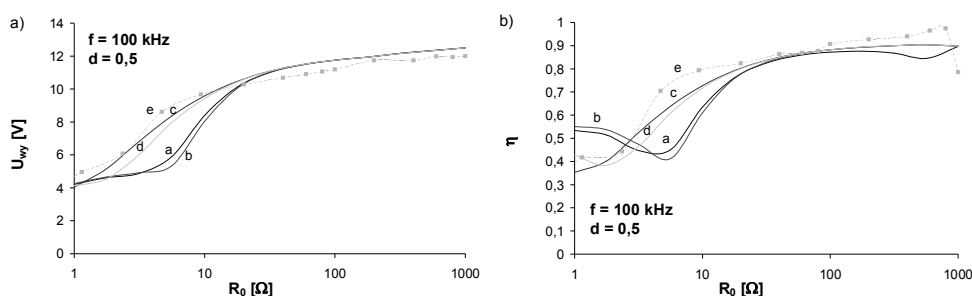 a)
f = 100 kHz
d = 0,5
14
12
10
8
6
4
2
0
U_wy [V]
e
c
d
a
b
1
10
100
1000
R_0 [Ω]
b)
1
0,9
0,8
0,7
0,6
0,5
0,4
0,3
0,2
0,1
0
η
e
c
b
d
a
f = 100 kHz
d = 0,5
1
10
100
1000
R_0 [Ω]